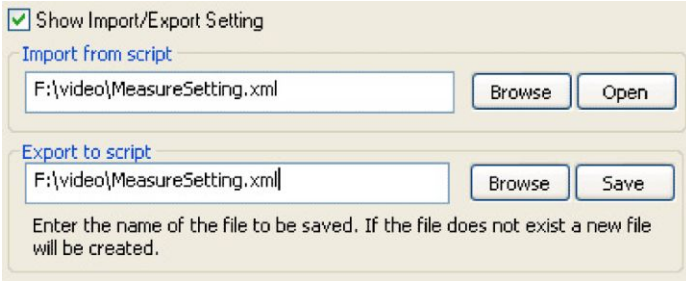 Show Import/Export Setting
Import from script
F:\video\MeasureSetting.xml
Browse
Open
Export to script
F:\video\MeasureSetting.xml
Browse
Save
Enter the name of the file to be saved. If the file does not exist a new file
will be created.